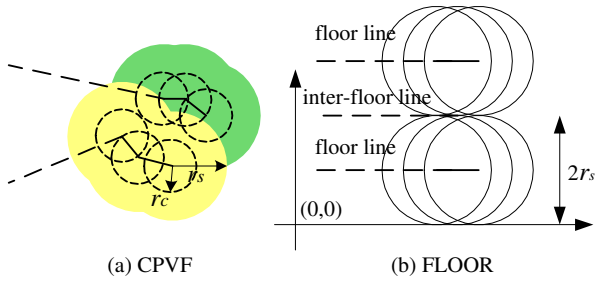 floor line
inter-floor line
floor line
r_s
r_c
2r_s
(0,0)
(a) CPVF
(b) FLOOR